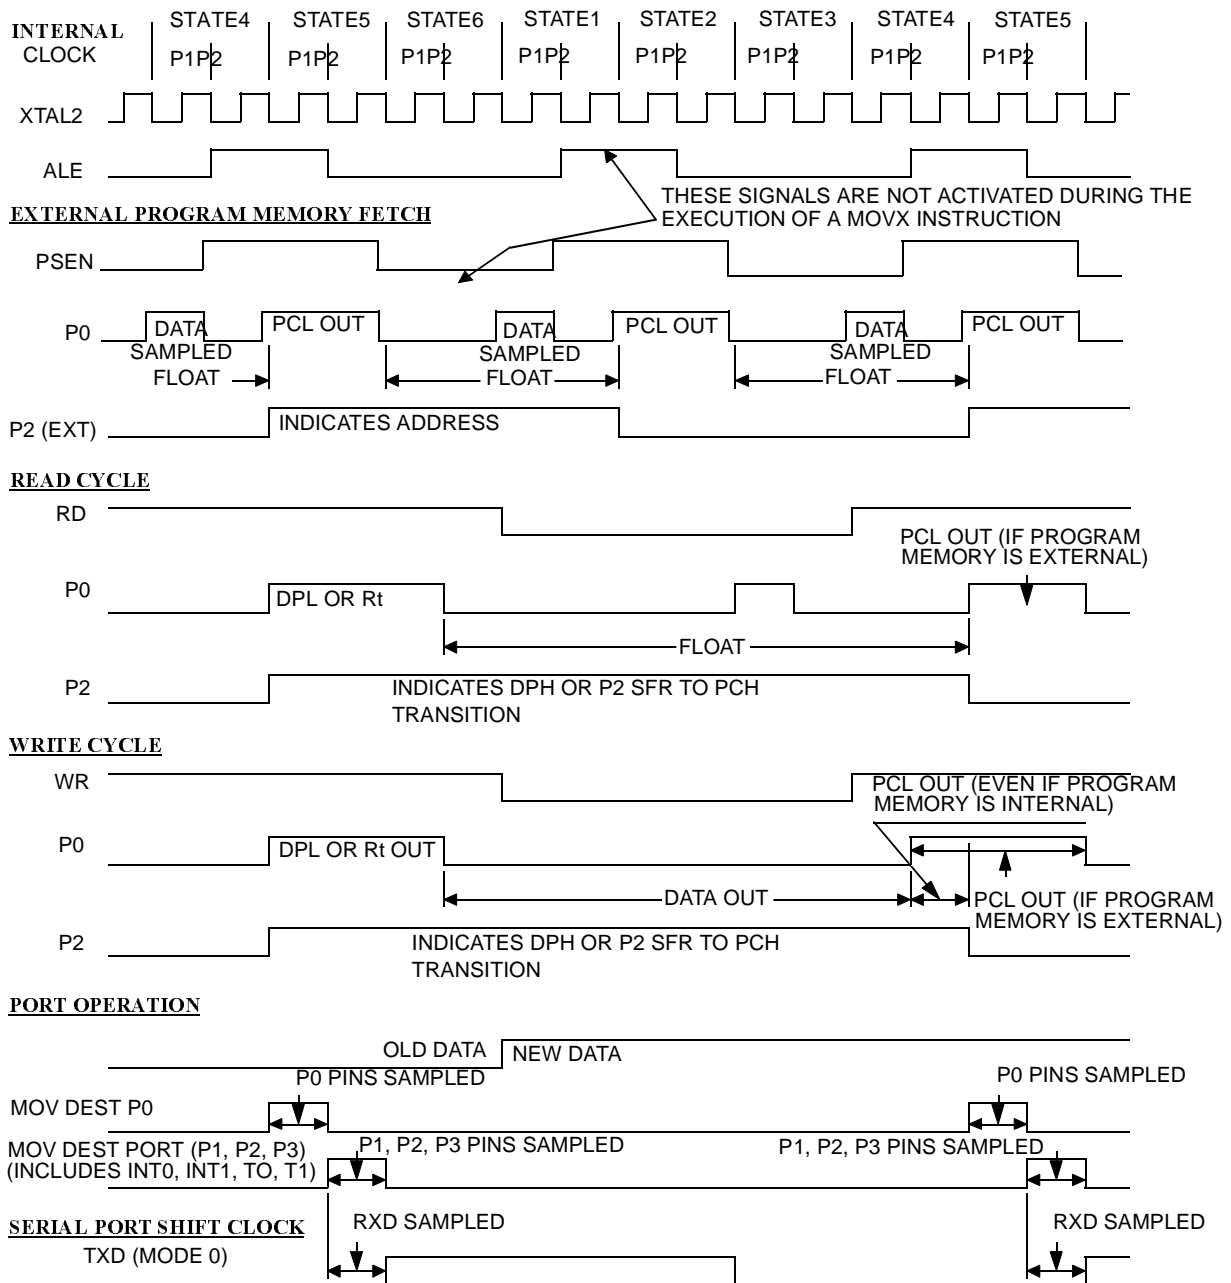 INTERNAL CLOCK
STATE4 STATE5 STATE6 STATE1 STATE2 STATE3 STATE4 STATE5
P1P2 P1P2 P1P2 P1P2 P1P2 P1P2 P1P2 P1P2
XTAL2
ALE
THESE SIGNALS ARE NOT ACTIVATED DURING THE
EXECUTION OF A MOVX INSTRUCTION
EXTERNAL PROGRAM MEMORY FETCH
PSEN
P0
DATA SAMPLED
PCL OUT
DATA SAMPLED
PCL OUT
DATA SAMPLED
PCL OUT
FLOAT FLOAT FLOAT
P2 (EXT)
INDICATES ADDRESS
READ CYCLE
RD
PCL OUT (IF PROGRAM
MEMORY IS EXTERNAL)
P0
DPL OR Rt
FLOAT
P2
INDICATES DPH OR P2 SFR TO PCH
TRANSITION
WRITE CYCLE
WR
PCL OUT (EVEN IF PROGRAM
MEMORY IS INTERNAL)
P0
DPL OR Rt OUT
DATA OUT
PCL OUT (IF PROGRAM
MEMORY IS EXTERNAL)
P2
INDICATES DPH OR P2 SFR TO PCH
TRANSITION
PORT OPERATION
OLD DATA NEW DATA
P0 PINS SAMPLED P0 PINS SAMPLED
MOV DEST P0
MOV DEST PORT (P1, P2, P3)
(INCLUDES INT0, INT1, TO, T1)
P1, P2, P3 PINS SAMPLED P1, P2, P3 PINS SAMPLED
SERIAL PORT SHIFT CLOCK
RXD SAMPLED RXD SAMPLED
TXD (MODE 0)